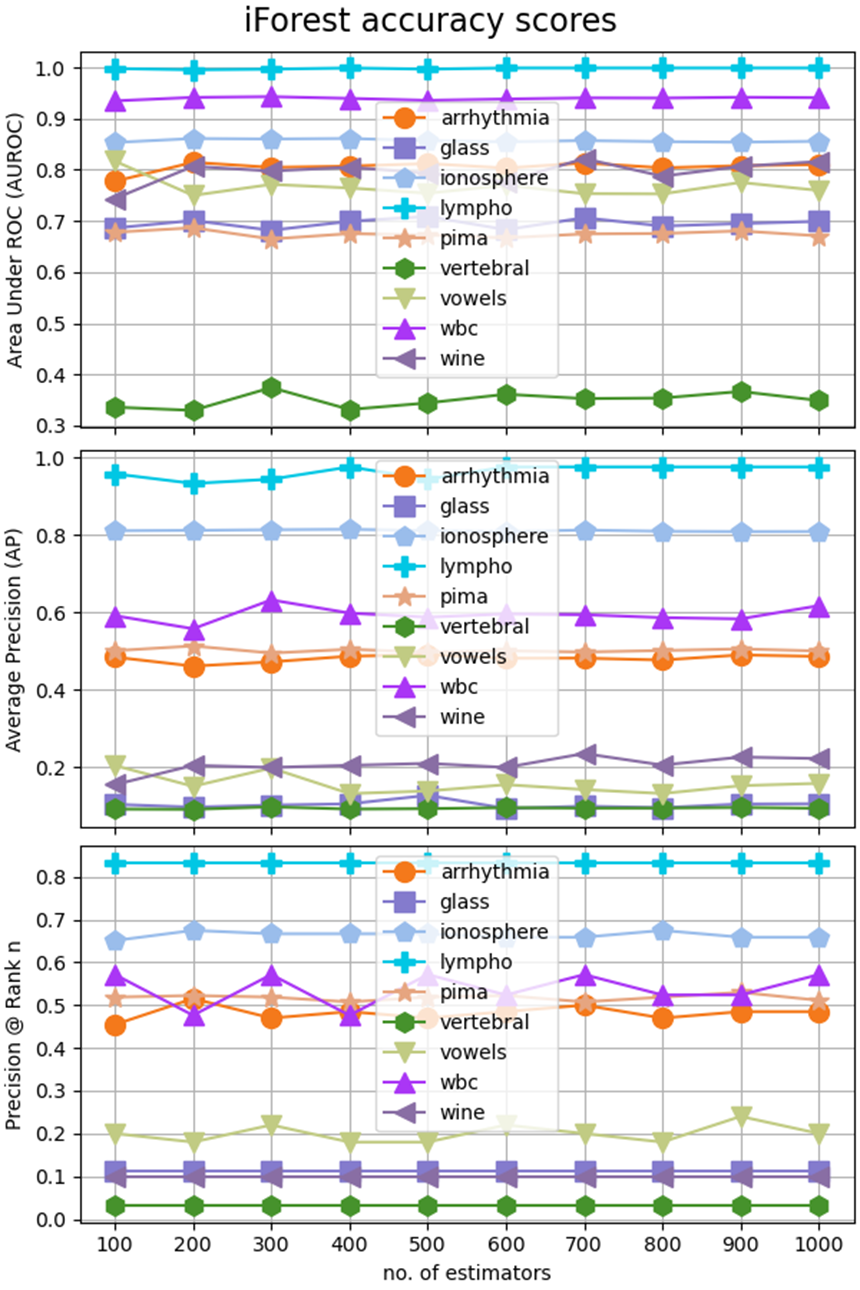 iForest accuracy scores
Area Under ROC (AUROC)
1.0
0.9
0.8
0.7
0.6
0.5
0.4
0.3
arrhythmia
glass
ionosphere
lympho
pima
vertebral
vowels
wbc
wine
Average Precision (AP)
1.0
0.8
0.6
0.4
0.2
arrhythmia
glass
ionosphere
lympho
pima
vertebral
vowels
wbc
wine
Precision @ Rank n
0.8
0.7
0.6
0.5
0.4
0.3
0.2
0.1
0.0
arrhythmia
glass
ionosphere
lympho
pima
vertebral
vowels
wbc
wine
100 200 300 400 500 600 700 800 900 1000
no. of estimators